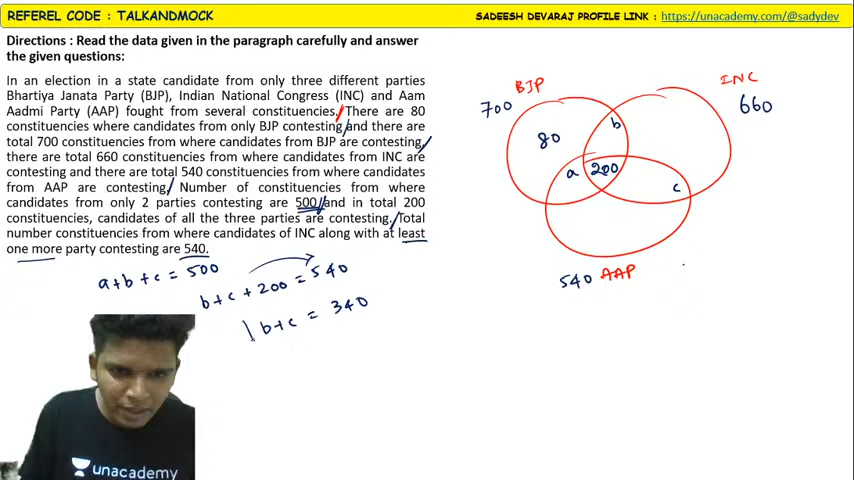 REFEREL CODE : TALKANDMOCK
SADEESH DEVARAJ PROFILE LINK : https://unacademy.com/@sadydev
Directions : Read the data given in the paragraph carefully and answer
the given questions:
In an election in a state candidate from only three different parties
Bhartiya Janata Party (BJP), Indian National Congress (INC) and Aam
Aadmi Party (AAP) fought from several constituencies. There are 80
constituencies where candidates from only BJP contesting and there are
total 700 constituencies from where candidates from BJP are contesting,
there are total 660 constituencies from where candidates from INC are
contesting and there are total 540 constituencies from where candidates
from AAP are contesting. Number of constituencies from where
candidates from only 2 parties contesting are 500 and in total 200
constituencies, candidates of all the three parties are contesting. Total
number constituencies from where candidates of INC along with at least
one more party contesting are 540.
a+b+c = 500
b+c+200 = 540
b+c = 340
BJP
700
INC
660
80
b
a
200
c
540 AAP
unacademy